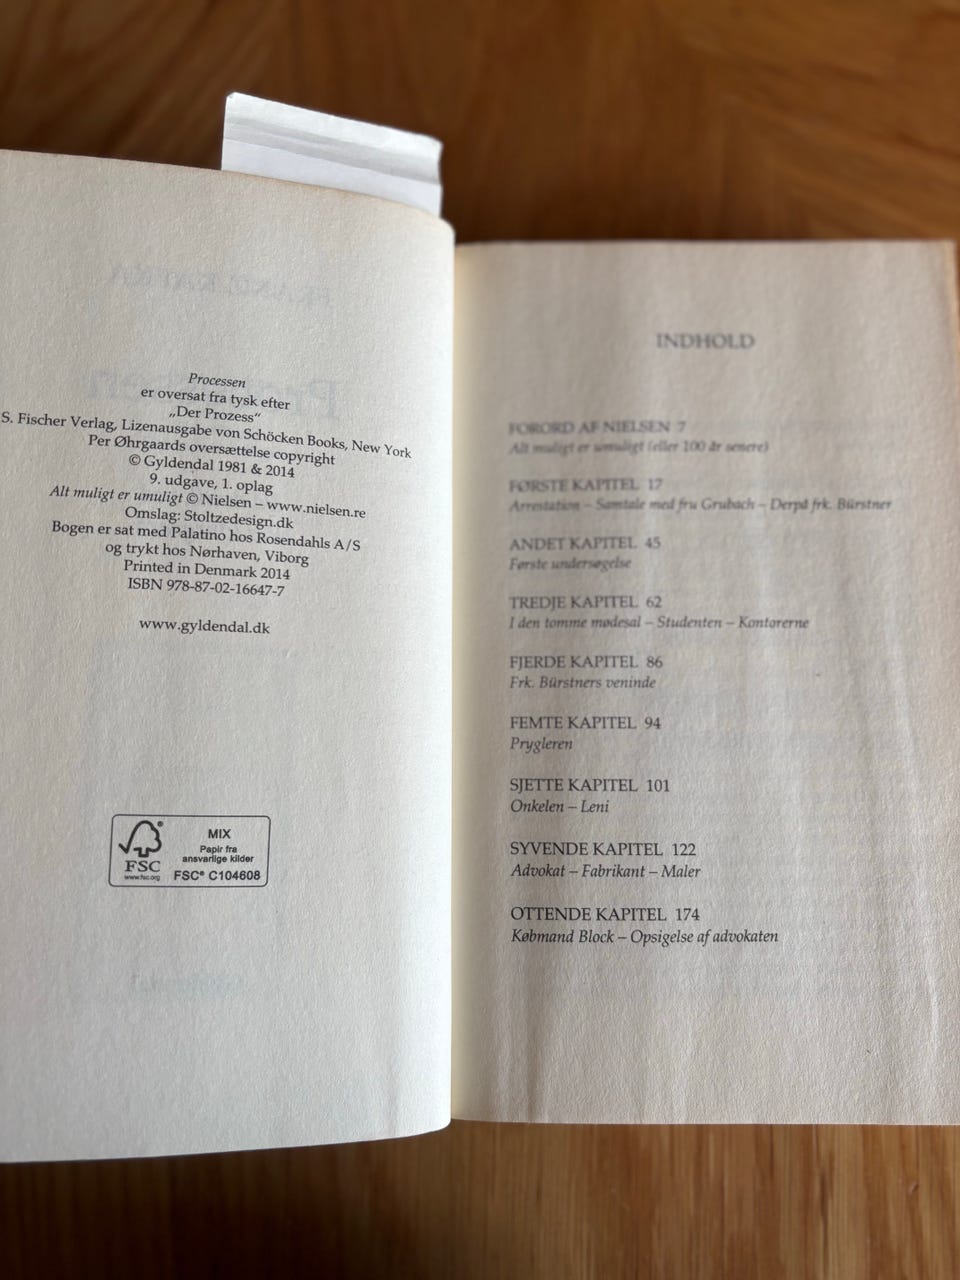 Processen
er oversat fra tysk efter
„Der Prozess“
S. Fischer Verlag, Lizenausgabe von Schöcken Books, New York
Per Øhrgaards oversættelse copyright
© Gyldendal 1981 & 2014
9. udgave, 1. oplag
Alt muligt er umuligt © Nielsen – www.nielsen.re
Omslag: Stoltzedesign.dk
Bogen er sat med Palatino hos Rosendahls A/S
og trykt hos Nørhaven, Viborg
Printed in Denmark 2014
ISBN 978-87-02-16647-7
www.gyldendal.dk
FSC
www.fsc.org
MIX
Papir fra
ansvarlige kilder
FSC® C104608
INDHOLD
FORORD AF NIELSEN 7
Alt muligt er umuligt (eller 100 år senere)
FØRSTE KAPITEL 17
Arrestation – Samtale med fru Grubach – Derpå frk. Bürstner
ANDET KAPITEL 45
Første undersøgelse
TREDJE KAPITEL 62
I den tomme mødesal – Studenten – Kontorerne
FJERDE KAPITEL 86
Frk. Bürstners veninde
FEMTE KAPITEL 94
Prygleren
SJETTE KAPITEL 101
Onkelen – Leni
SYVENDE KAPITEL 122
Advokat – Fabrikant – Maler
OTTENDE KAPITEL 174
Købmand Block – Opsigelse af advokaten